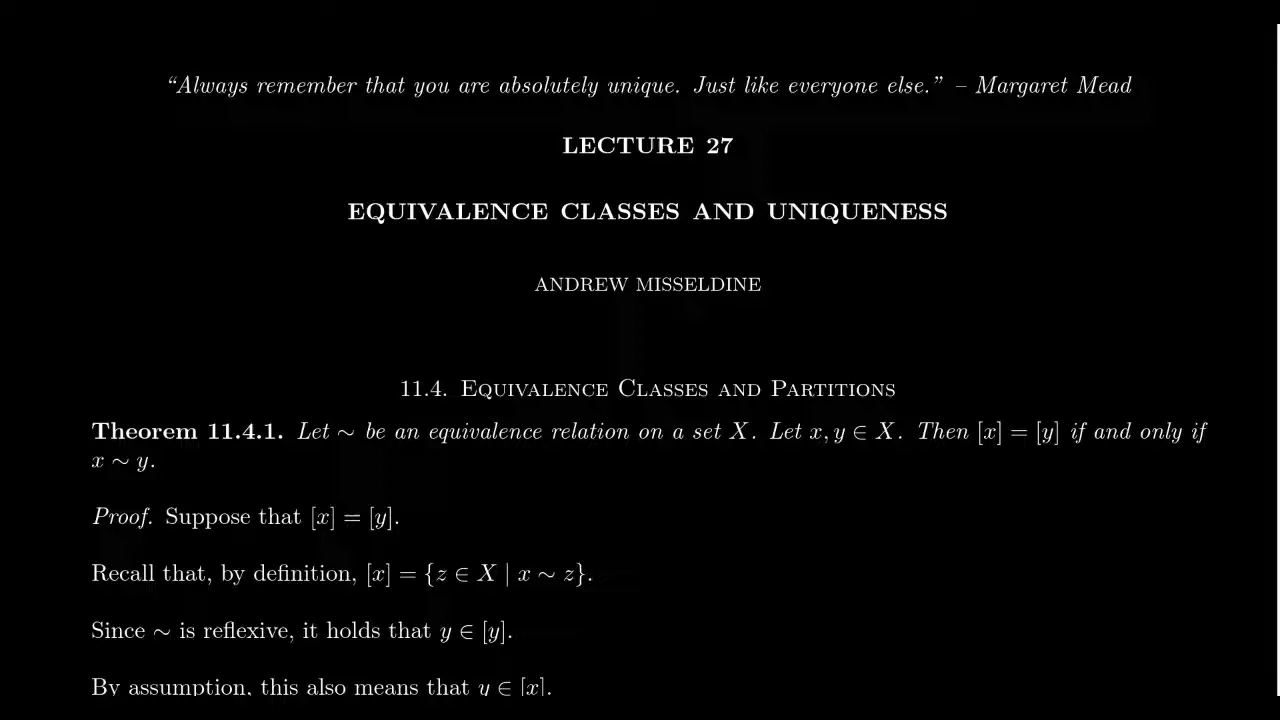 “Always remember that you are absolutely unique. Just like everyone else.” – Margaret Mead
LECTURE 27
EQUIVALENCE CLASSES AND UNIQUENESS
ANDREW MISSELDINE
11.4. Equivalence Classes and Partitions
Theorem 11.4.1. Let ∼ be an equivalence relation on a set X. Let x, y ∈ X. Then [x] = [y] if and only if
x ∼ y.
Proof. Suppose that [x] = [y].
Recall that, by definition, [x] = {z ∈ X | x ∼ z}.
Since ∼ is reflexive, it holds that y ∈ [y].
By assumption, this also means that y ∈ [x].